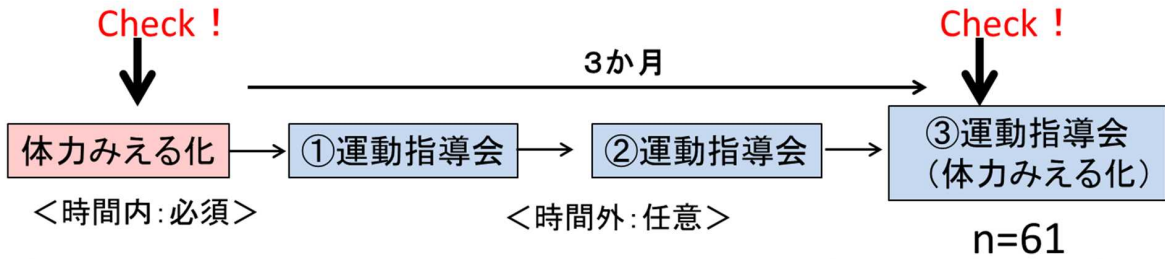 Check！
Check！
３か月
体力みえる化
①運動指導会
②運動指導会
③運動指導会
（体力みえる化）
＜時間内：必須＞
＜時間外：任意＞
n=61